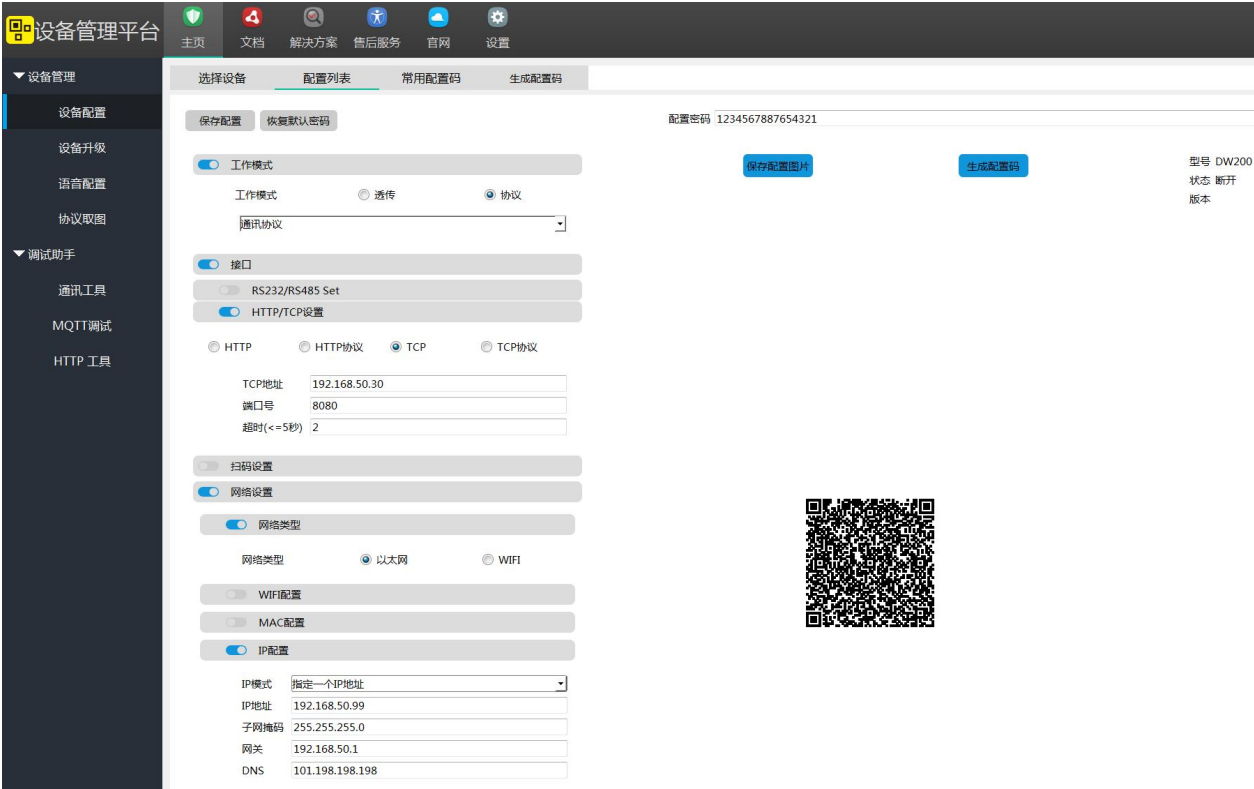 设备管理平台
主页 文档 解决方案 售后服务 官网 设置
设备管理
设备配置
设备升级
语音配置
协议取图
调试助手
通讯工具
MQTT调试
HTTP 工具
选择设备 配置列表 常用配置码 生成配置码
保存配置 恢复默认密码
配置密码 1234567887654321
工作模式
工作模式 透传 协议
通讯协议
接口
RS232/RS485 Set
HTTP/TCP设置
HTTP HTTP协议 TCP TCP协议
TCP地址 192.168.50.30
端口号 8080
超时(<=5秒) 2
扫码设置
网络设置
网络类型
网络类型 以太网 WIFI
WIFI配置
MAC配置
IP配置
IP模式 指定一个IP地址
IP地址 192.168.50.99
子网掩码 255.255.255.0
网关 192.168.50.1
DNS 101.198.198.198
保存配置图片 生成配置码
型号 DW200
状态 断开
版本